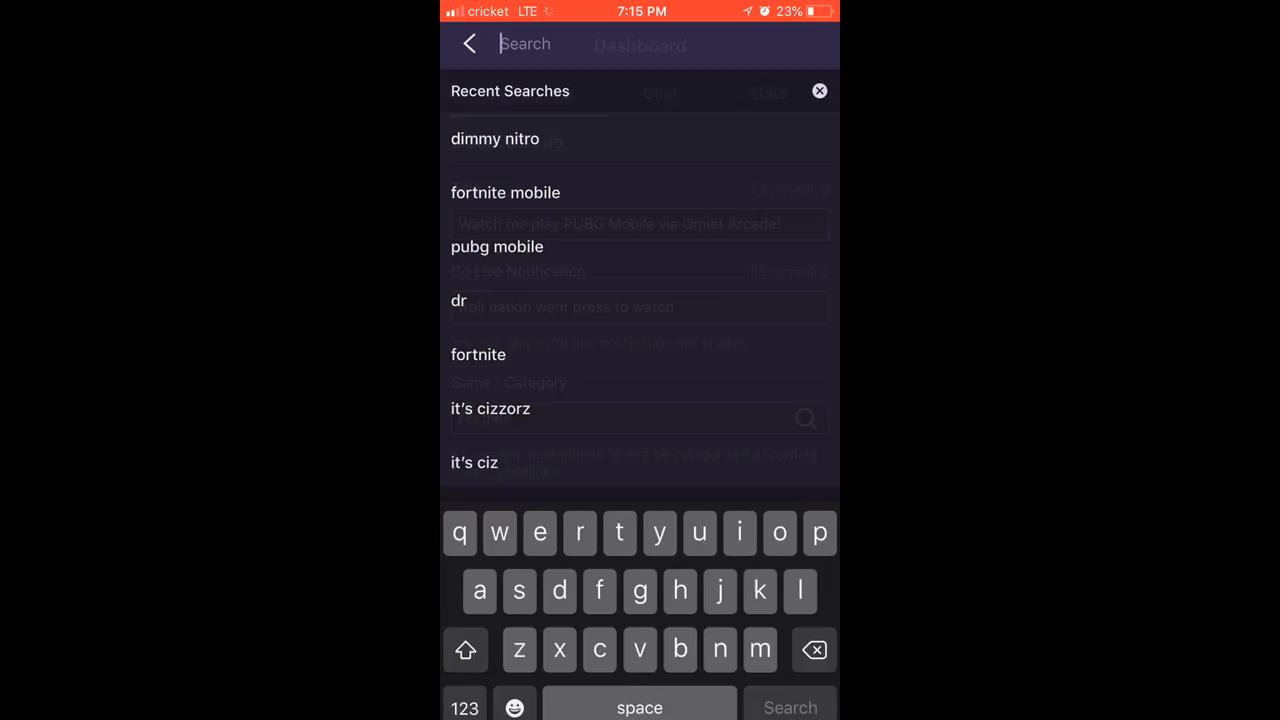 cricket LTE 7:15 PM 23%
Search Dashboard
Recent Searches Chat Stats
dimmy nitro
fortnite mobile
Watch me play PUBG Mobile via Omlet Arcade!
pubg mobile
Go Live Notification remaining
dr
troll nation went press to watch
fortnite
Game / Category
it’s cizzorz
it’s ciz
q w e r t y u i o p
a s d f g h j k l
z x c v b n m
123 space Search